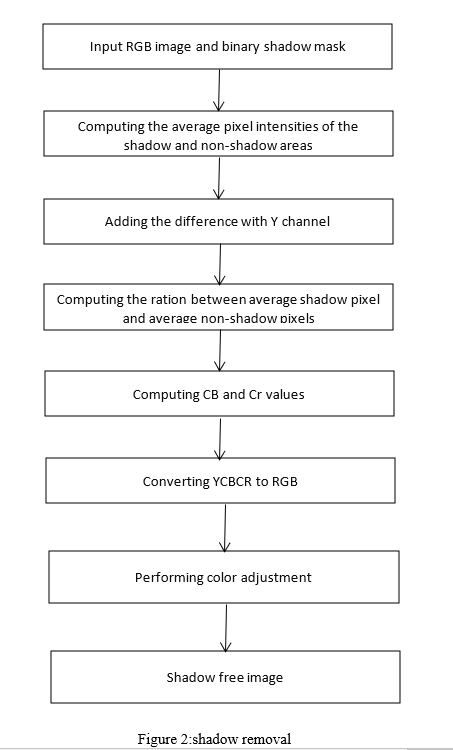 Input RGB image and binary shadow mask
Computing the average pixel intensities of the
shadow and non-shadow areas
Adding the difference with Y channel
Computing the ration between average shadow pixel
and average non-shadow pixels
Computing CB and Cr values
Converting YCBCR to RGB
Performing color adjustment
Shadow free image
Figure 2:shadow removal